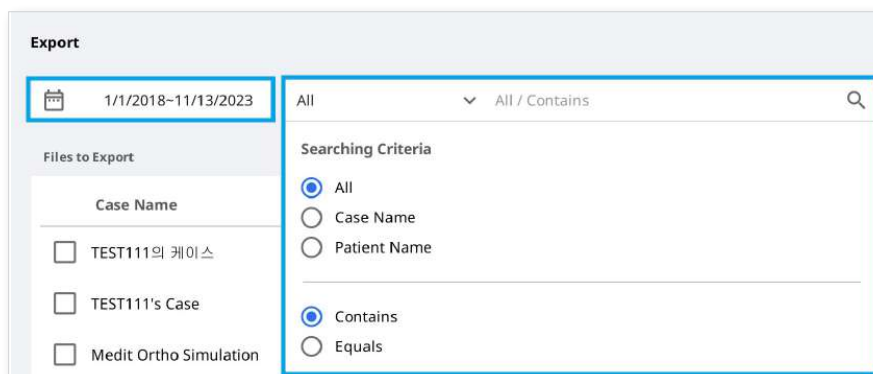 Export
1/1/2018~11/13/2023
All
All / Contains
Files to Export
Case Name
TEST111의 케이스
TEST111's Case
Medit Ortho Simulation
Searching Criteria
All
Case Name
Patient Name
Contains
Equals